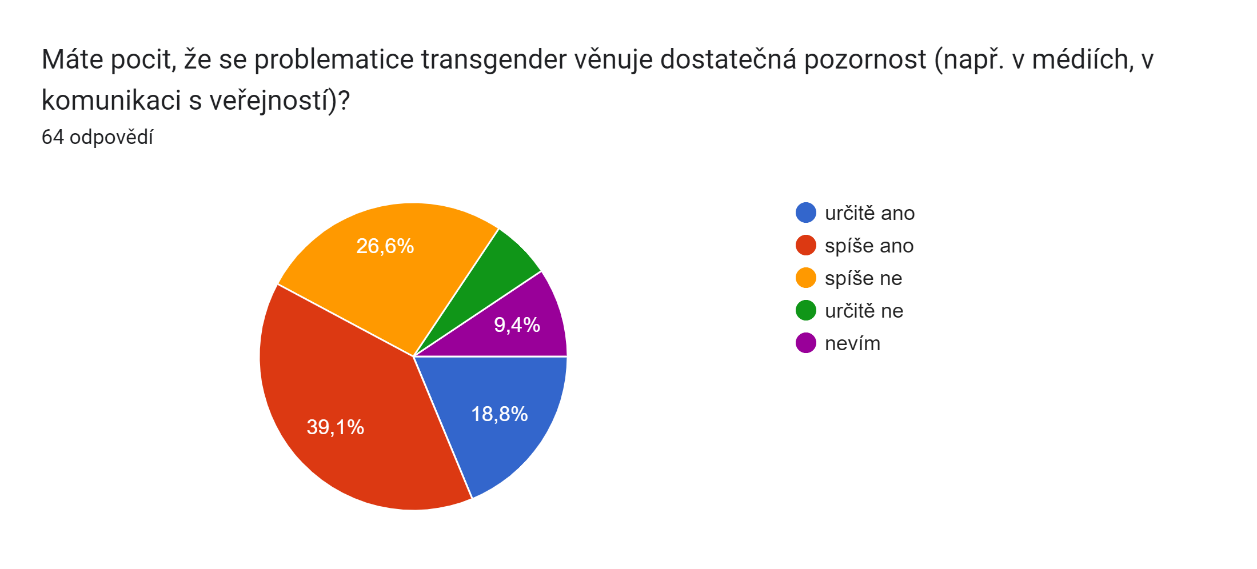 Máte pocit, že se problematice transgender věnuje dostatečná pozornost (např. v médiích, v
komunikaci s veřejností)?
64 odpovědí
26,6%
9,4%
39,1%
18,8%
určitě ano
spíše ano
spíše ne
určitě ne
nevím